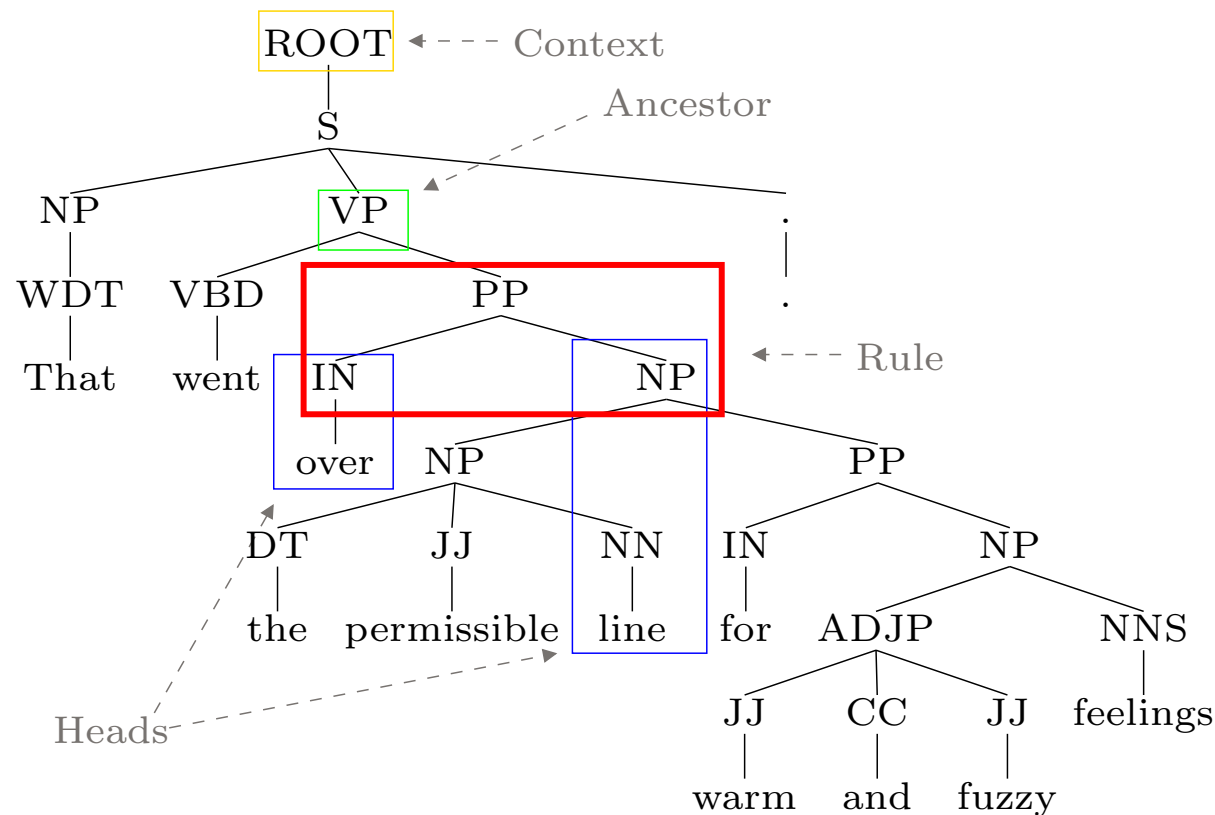 ROOT Context
Ancestor
S
NP VP .
WDT VBD PP .
That went IN NP Rule
over NP PP
DT JJ NN IN NP
the permissible line for ADJP NNS
Heads JJ CC JJ feelings
warm and fuzzy